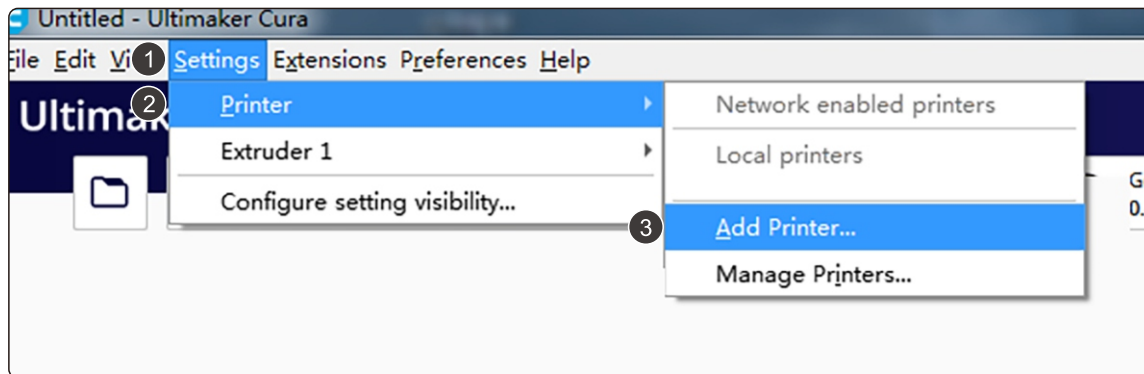 Untitled - Ultimaker Cura
File Edit Vi 1 Settings Extensions Preferences Help
Ultimak
2 Printer
Extruder 1
Configure setting visibility...
Network enabled printers
Local printers
3 Add Printer...
Manage Printers...
G
0.